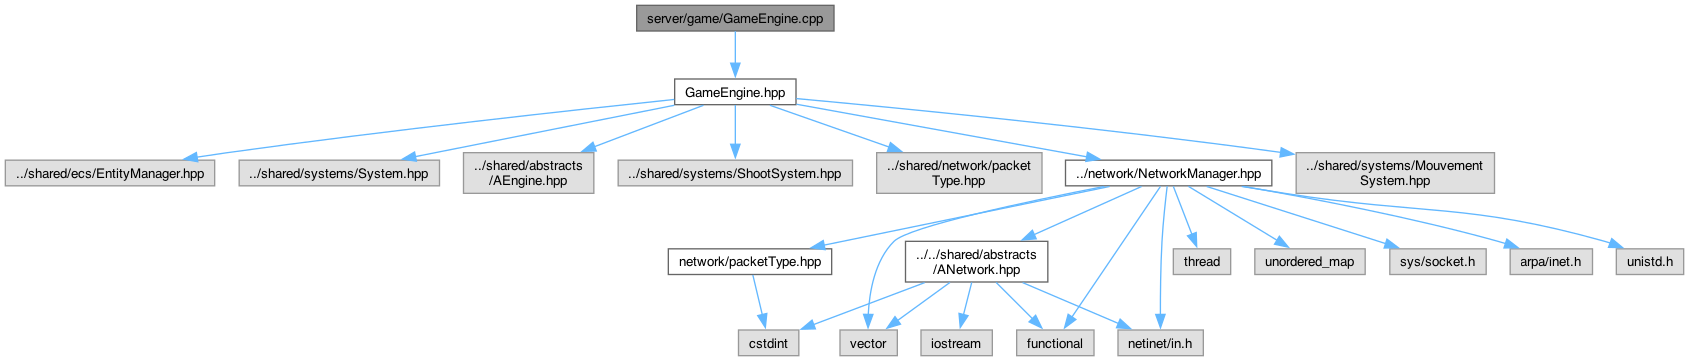 server/game/GameEngine.cpp
GameEngine.hpp
../shared/ecs/EntityManager.hpp
../shared/systems/System.hpp
../shared/abstracts
/AEngine.hpp
../shared/systems/ShootSystem.hpp
../shared/network/packet
Type.hpp
../network/NetworkManager.hpp
../shared/systems/Mouvement
System.hpp
network/packetType.hpp
../../shared/abstracts
/ANetwork.hpp
thread
unordered_map
sys/socket.h
arpa/inet.h
unistd.h
cstdint
vector
iostream
functional
netinet/in.h